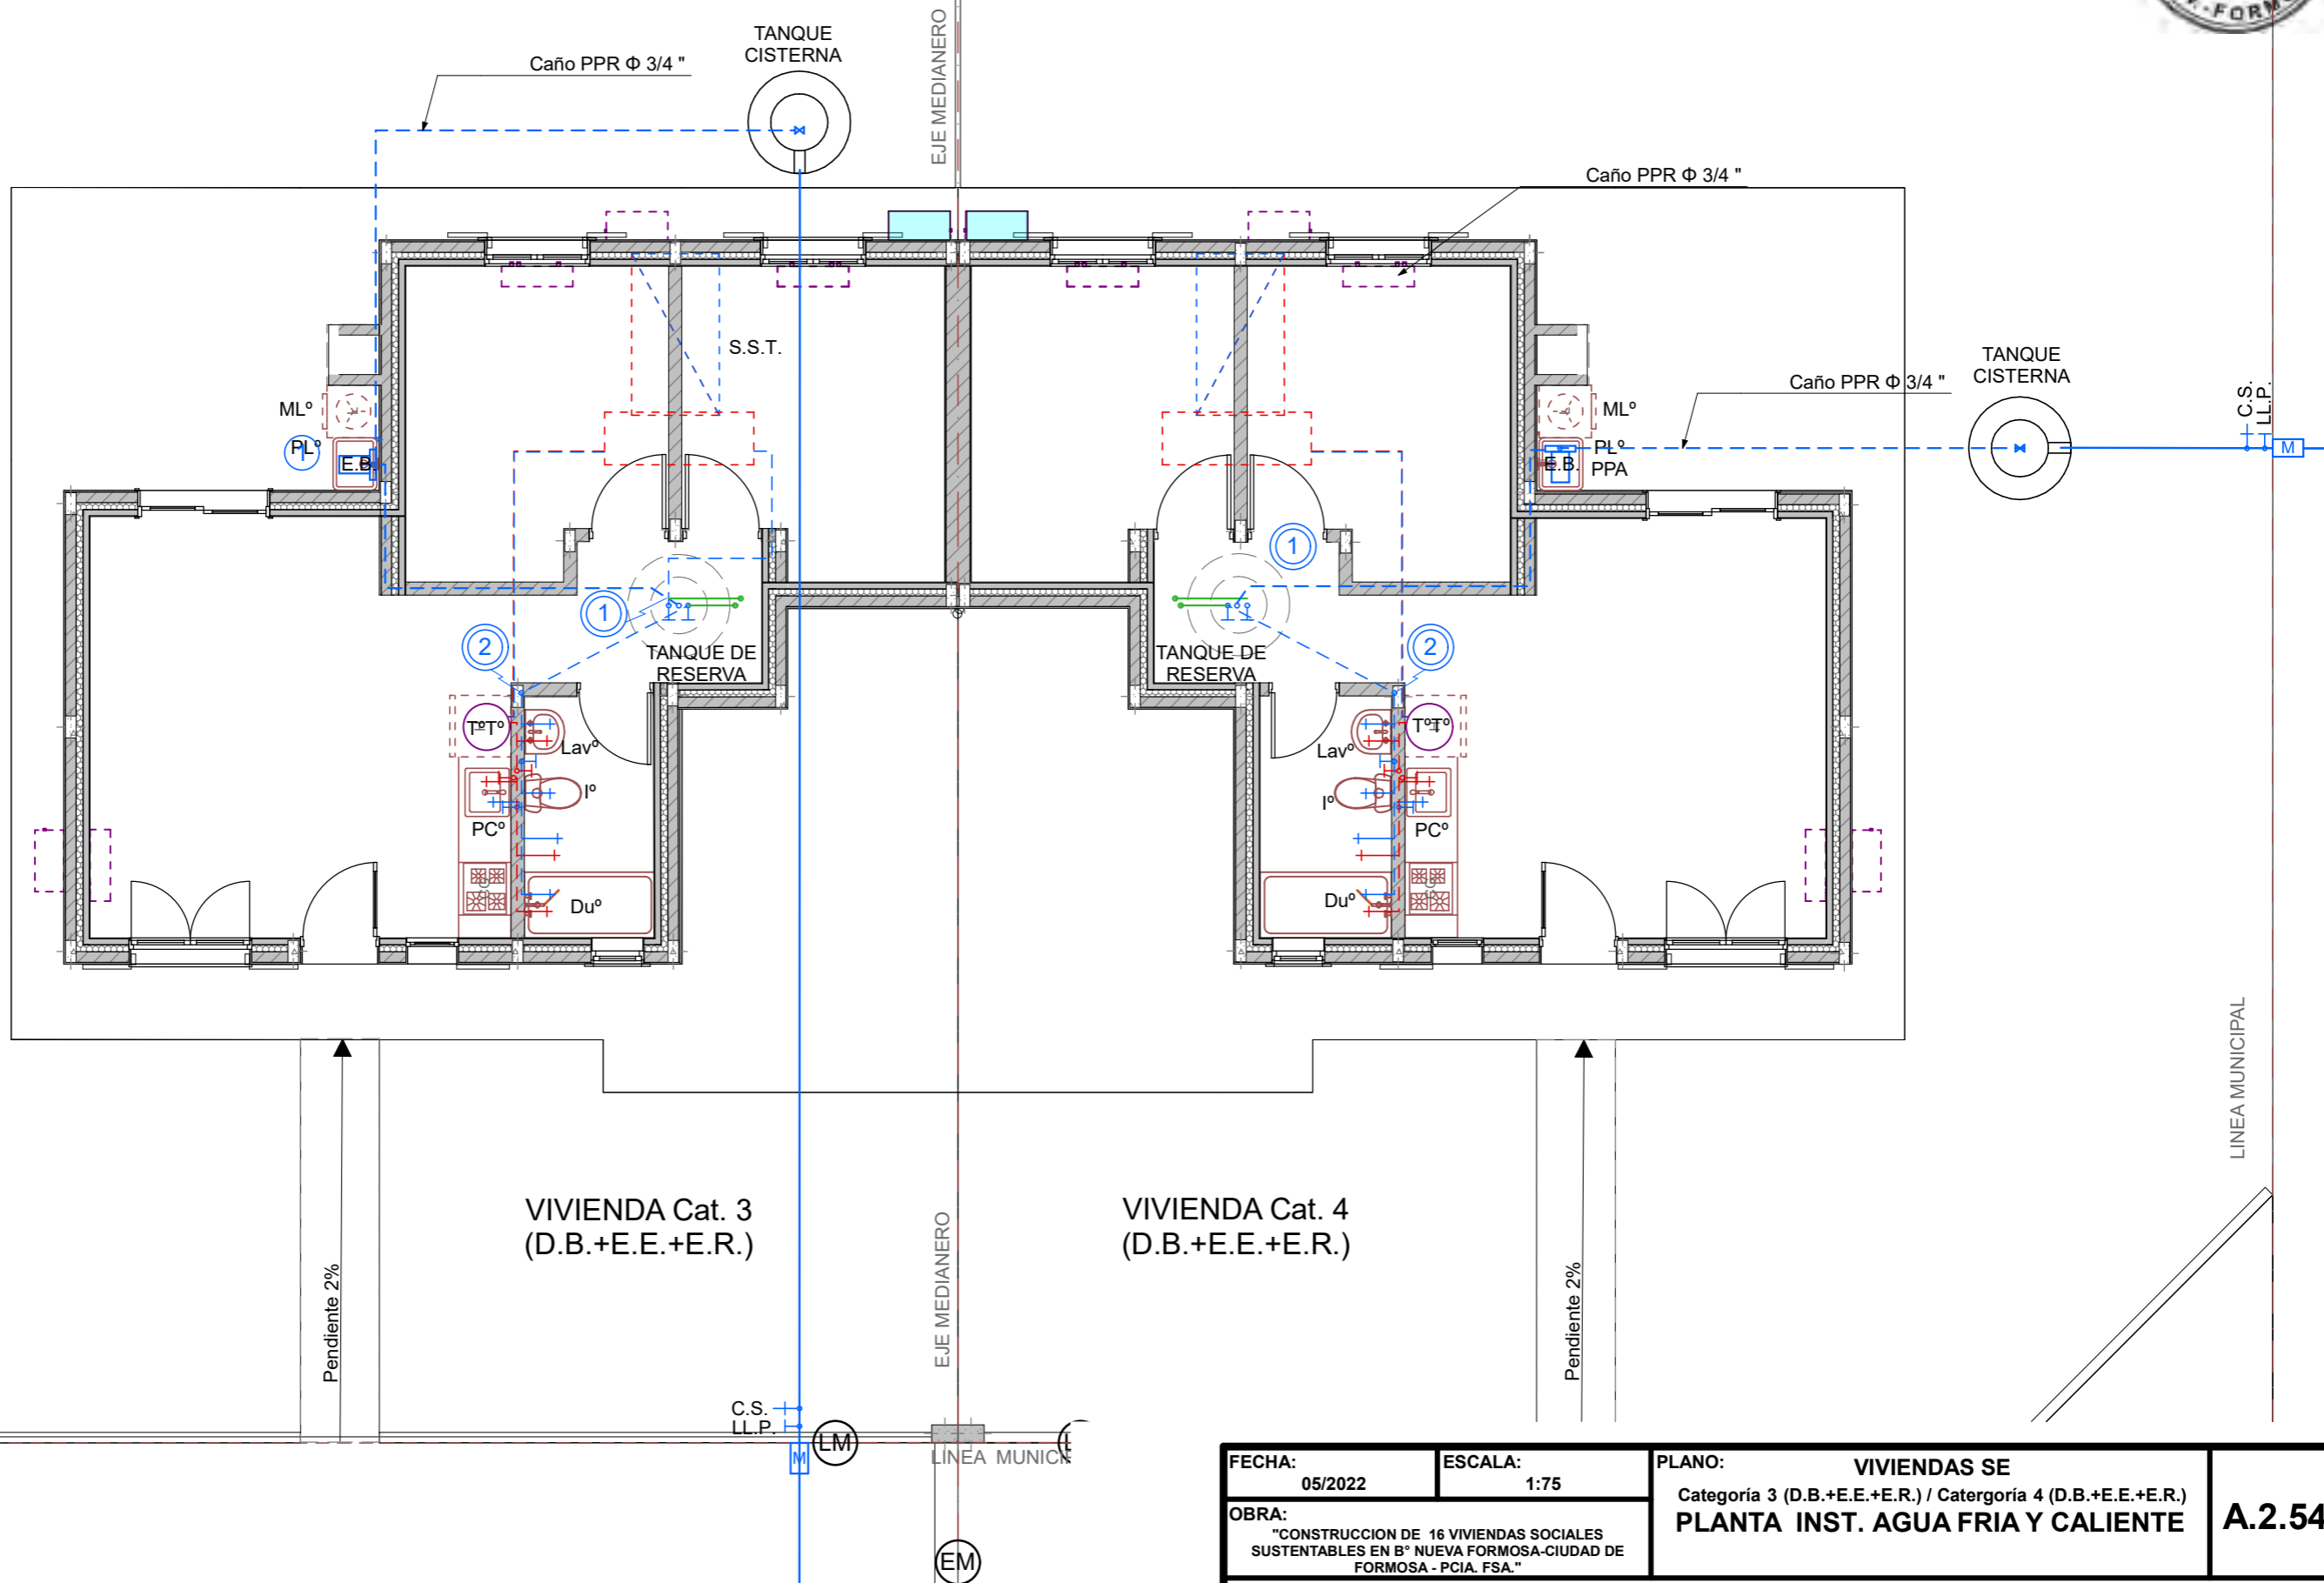 TANQUE
CISTERNA
Caño PPR Φ 3/4 "
EJE MEDIANERO
Caño PPR Φ 3/4 "
S.S.T.
TANQUE
CISTERNA
Caño PPR Φ 3/4 "
C.S.
LL.P.
M
MLº
PLº
1
E.B.
MLº
PLº
E.B.
PPA
1
1
2
2
TANQUE DE
RESERVA
TANQUE DE
RESERVA
TºTº
TºTº
Lavº
Lavº
Iº
Iº
PCº
PCº
Duº
Duº
LINEA MUNICIPAL
VIVIENDA Cat. 3
(D.B.+E.E.+E.R.)
VIVIENDA Cat. 4
(D.B.+E.E.+E.R.)
Pendiente 2%
EJE MEDIANERO
Pendiente 2%
C.S.
LL.P.
M
LM
LINEA MUNICI
EM
FECHA:
05/2022
ESCALA:
1:75
PLANO:
VIVIENDAS SE
Categoría 3 (D.B.+E.E.+E.R.) / Catergoría 4 (D.B.+E.E.+E.R.)
PLANTA INST. AGUA FRIA Y CALIENTE
A.2.54
OBRA:
"CONSTRUCCION DE 16 VIVIENDAS SOCIALES
SUSTENTABLES EN B° NUEVA FORMOSA-CIUDAD DE
FORMOSA - PCIA. FSA."